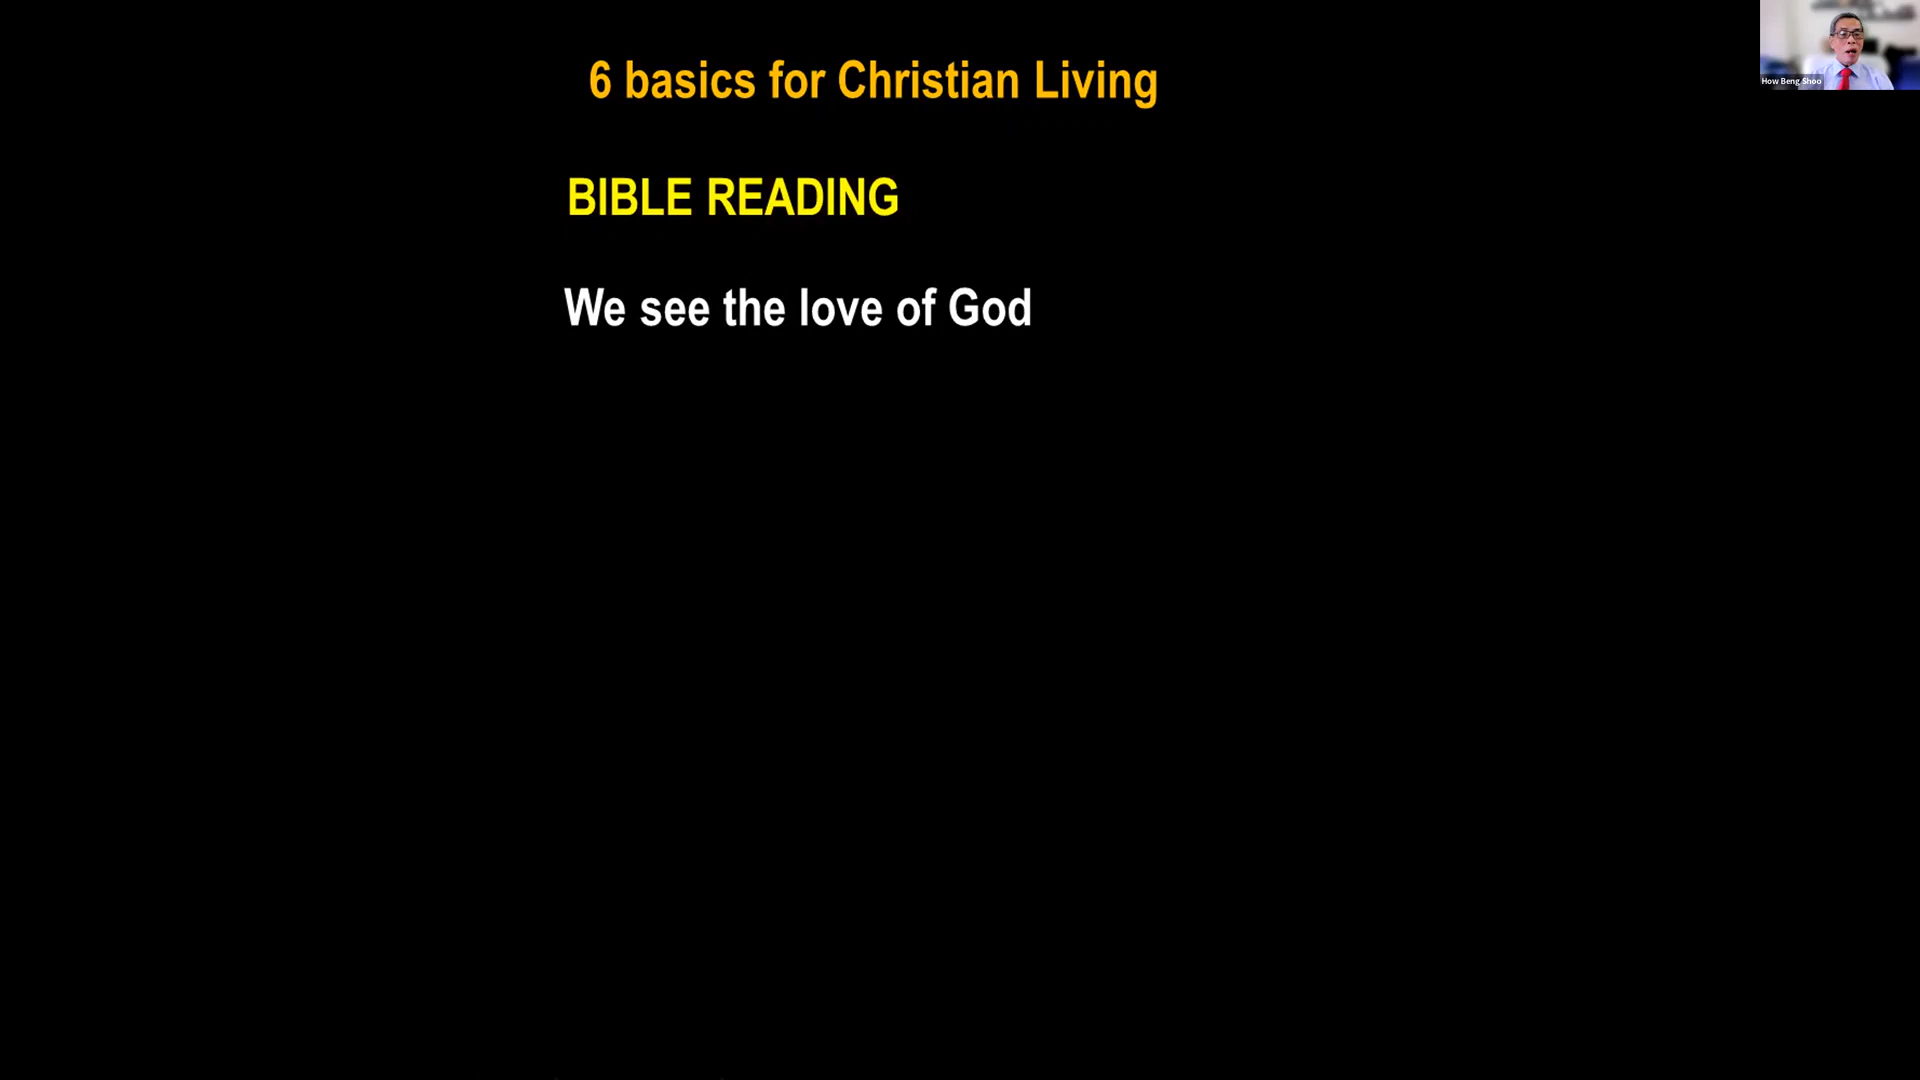 6 basics for Christian Living
BIBLE READING
We see the love of God
How Beng Shoo